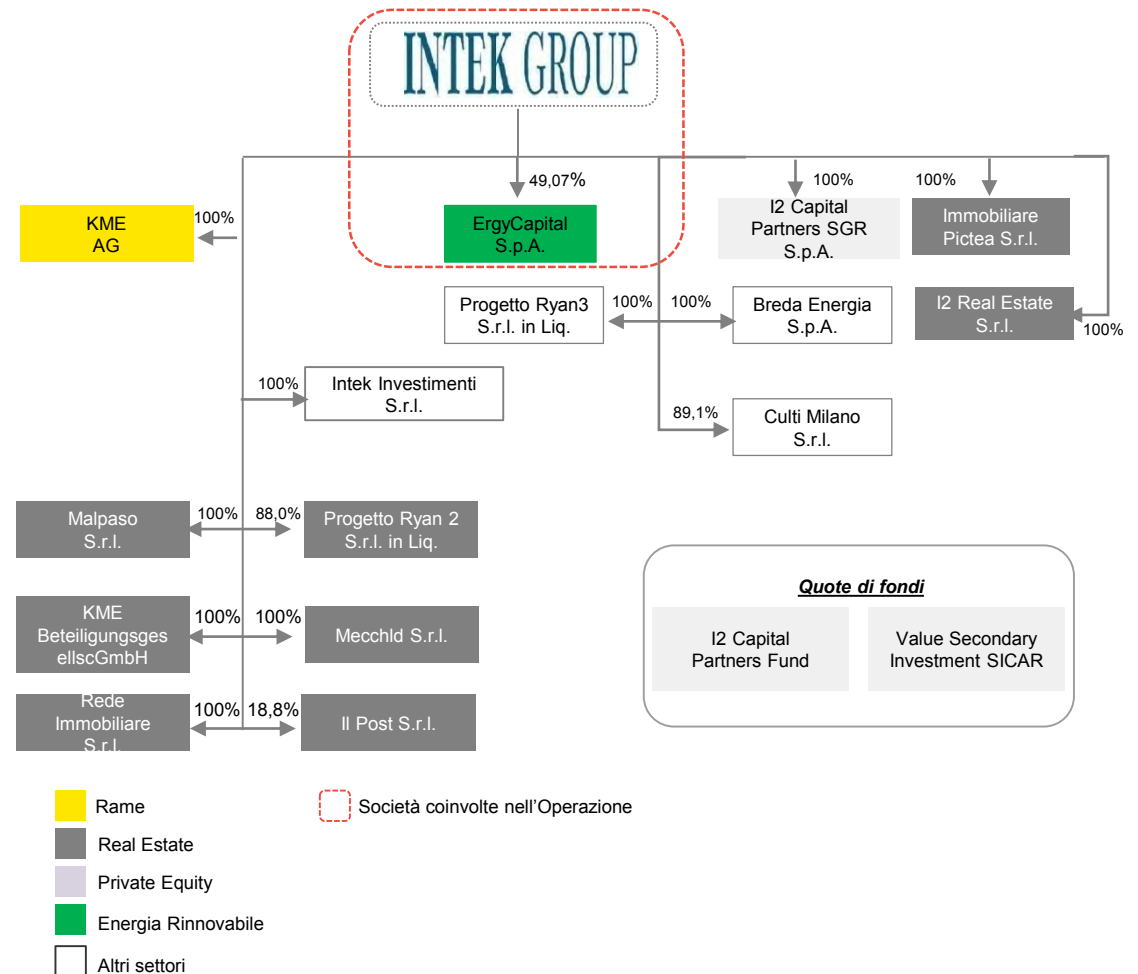 INTEK GROUP
49,07%
100%
100%
KME
AG
100%
ErgyCapital
S.p.A.
I2 Capital
Partners SGR
S.p.A.
Immobiliare
Pictea S.r.l.
Progetto Ryan3
S.r.l. in Liq.
100%
100%
Breda Energia
S.p.A.
I2 Real Estate
S.r.l.
100%
100%
Intek Investimenti
S.r.l.
89,1%
Culti Milano
S.r.l.
Malpaso
S.r.l.
100%
88,0%
Progetto Ryan 2
S.r.l. in Liq.
KME
Beteiligungsges
ellscGmbH
100%
100%
Mecchld S.r.l.
Rede
Immobiliare
S.r.l.
100%
18,8%
Il Post S.r.l.
Quote di fondi
I2 Capital
Partners Fund
Value Secondary
Investment SICAR
Rame
Real Estate
Private Equity
Energia Rinnovabile
Altri settori
Società coinvolte nell’Operazione